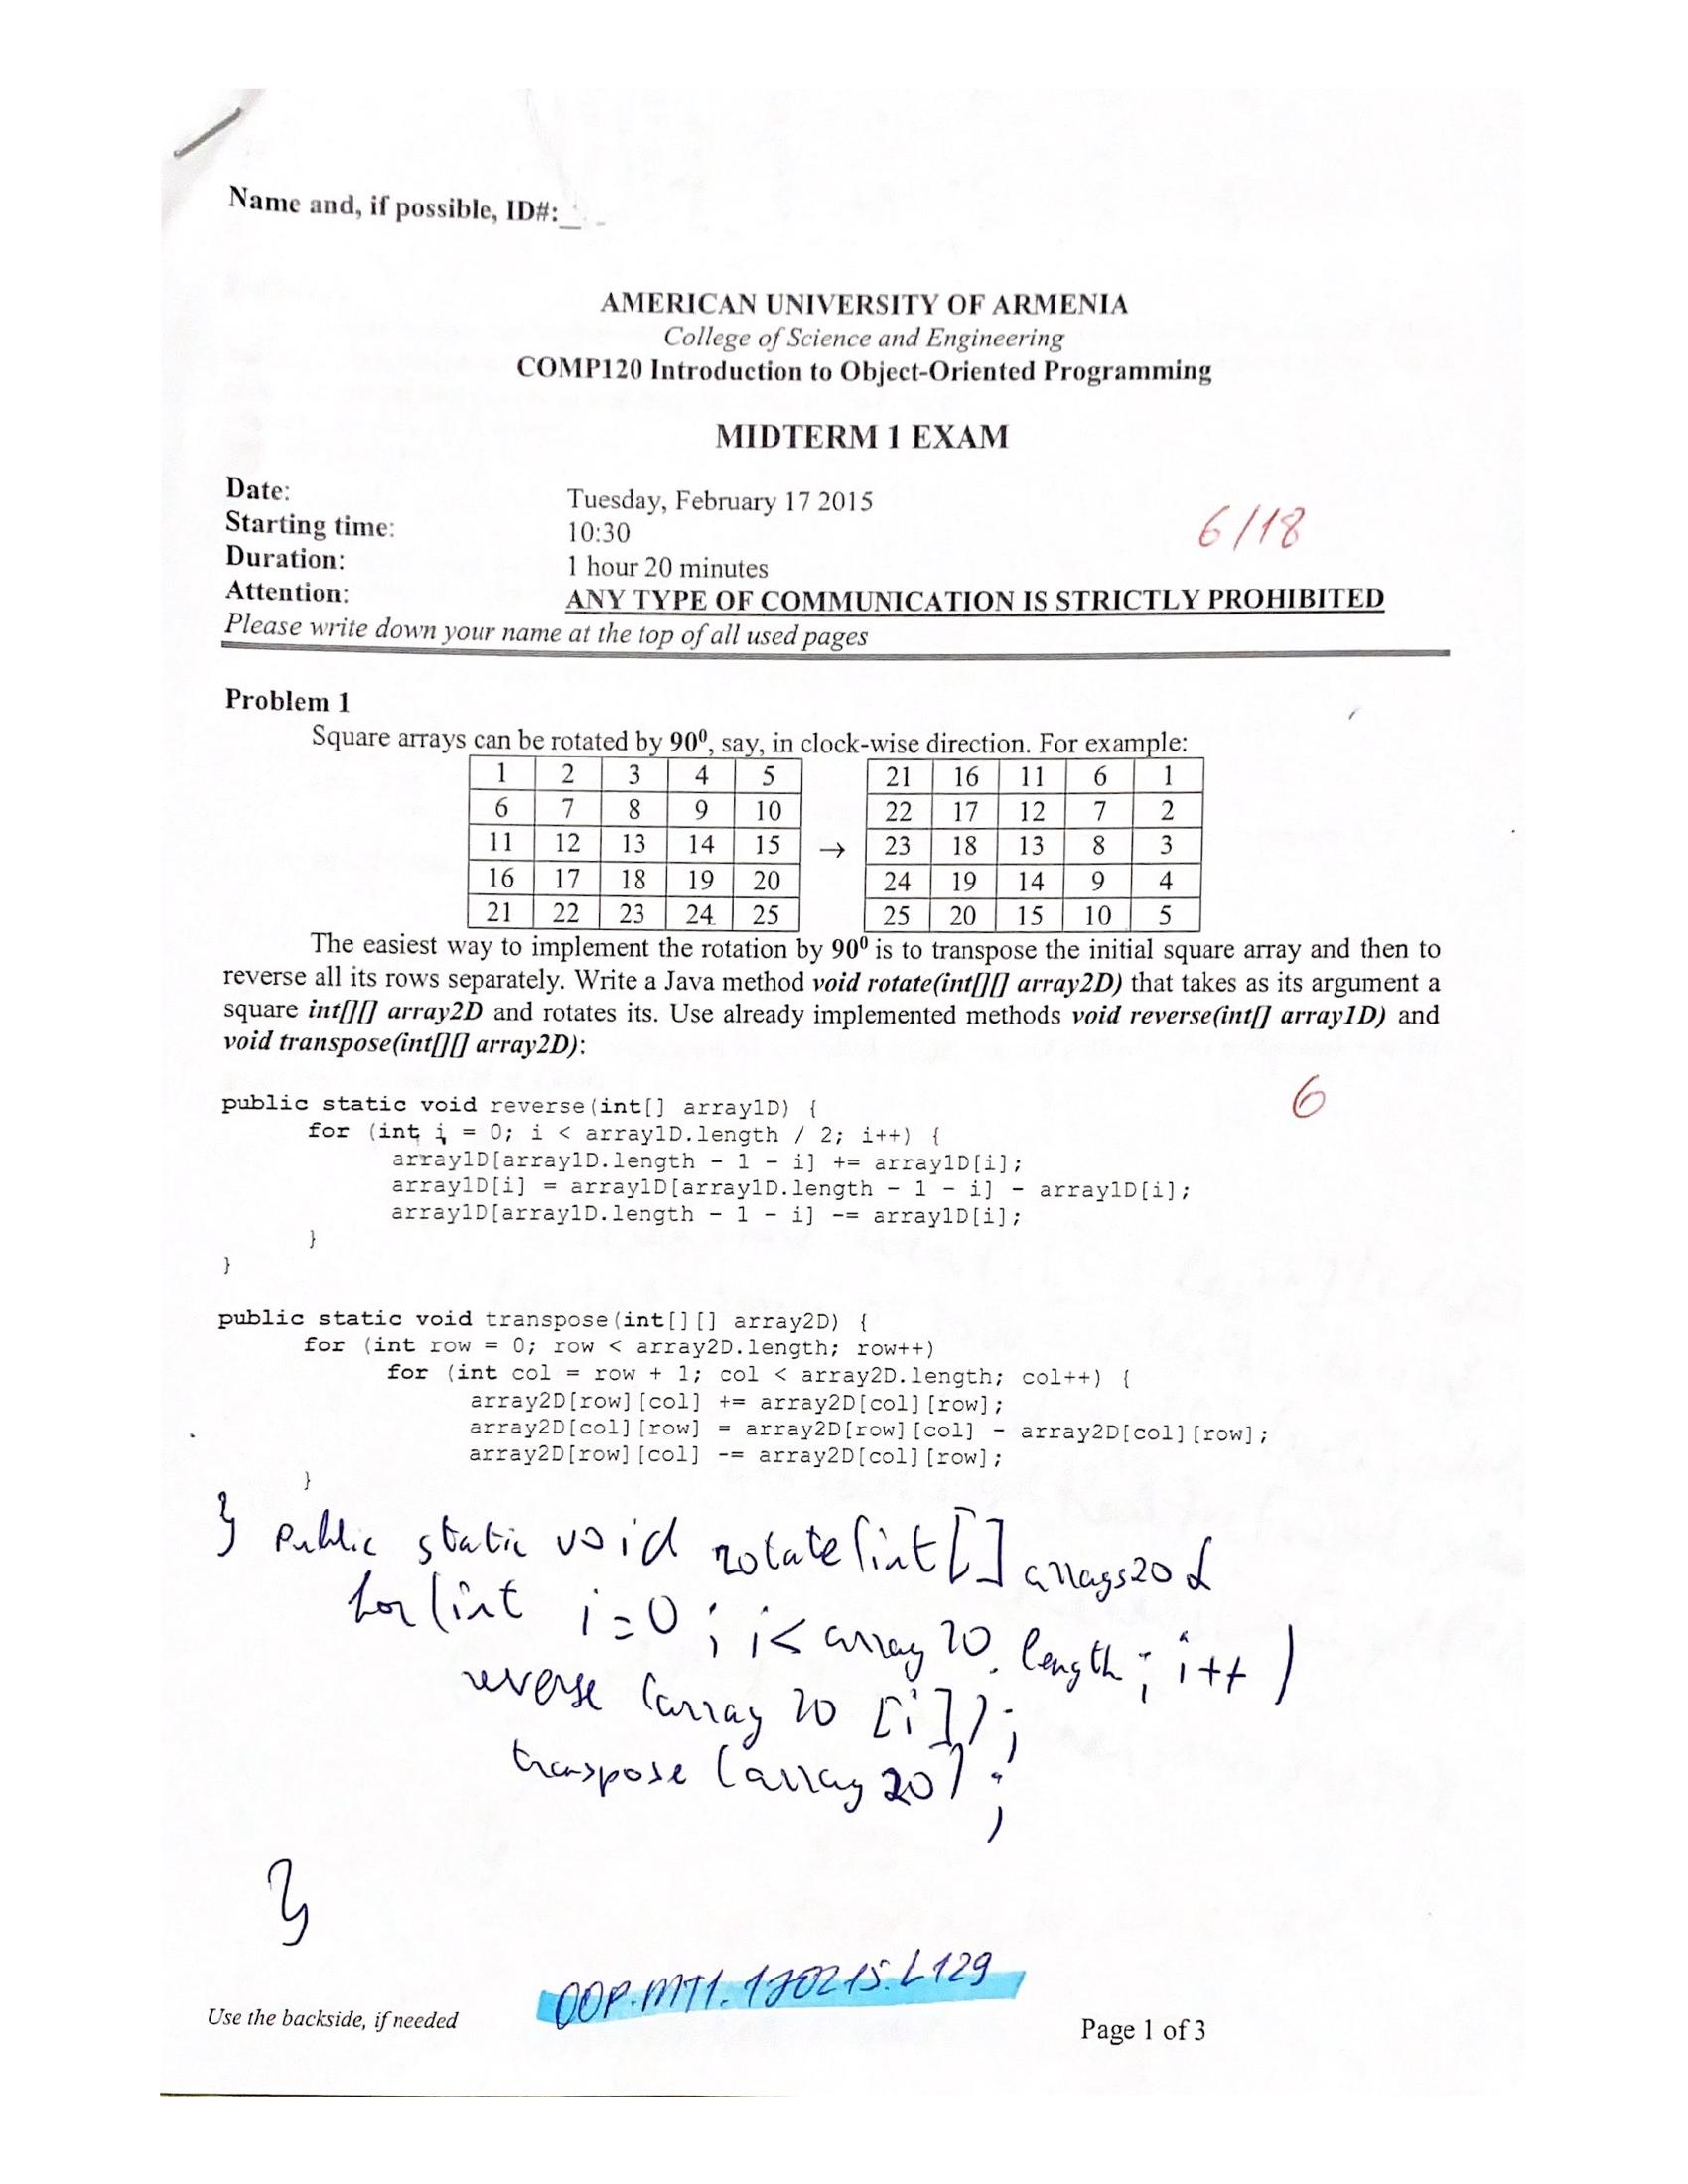 Name and, if possible, ID#:
AMERICAN UNIVERSITY OF ARMENIA
College of Science and Engineering
COMP120 Introduction to Object-Oriented Programming
MIDTERM 1 EXAM
Date: Tuesday, February 17 2015
Starting time: 10:30
6/18
Duration: 1 hour 20 minutes
Attention: ANY TYPE OF COMMUNICATION IS STRICTLY PROHIBITED
Please write down your name at the top of all used pages
Problem 1
Square arrays can be rotated by 90⁰, say, in clock-wise direction. For example:
1 2 3 4 5 21 16 11 6 1
6 7 8 9 10 22 17 12 7 2
11 12 13 14 15 → 23 18 13 8 3
16 17 18 19 20 24 19 14 9 4
21 22 23 24 25 25 20 15 10 5
The easiest way to implement the rotation by 90⁰ is to transpose the initial square array and then to
reverse all its rows separately. Write a Java method void rotate(int[][] array2D) that takes as its argument a
square int[][] array2D and rotates its. Use already implemented methods void reverse(int[] array1D) and
void transpose(int[][] array2D):
6
public static void reverse(int[] array1D) {
for (int i = 0; i < array1D.length / 2; i++) {
array1D[array1D.length - 1 - i] += array1D[i];
array1D[i] = array1D[array1D.length - 1 - i] - array1D[i];
array1D[array1D.length - 1 - i] -= array1D[i];
}
}
public static void transpose(int[][] array2D) {
for (int row = 0; row < array2D.length; row++)
for (int col = row + 1; col < array2D.length; col++) {
array2D[row][col] += array2D[col][row];
array2D[col][row] = array2D[row][col] - array2D[col][row];
array2D[row][col] -= array2D[col][row];
}
} public static void rotate(int[] arrays2D{
for(int i=0; i< array 2D. length; i++)
reverse (array 2D [i]);
transpose (array 2D);
}
OOP.MT1.170215.L129
Use the backside, if needed
Page 1 of 3